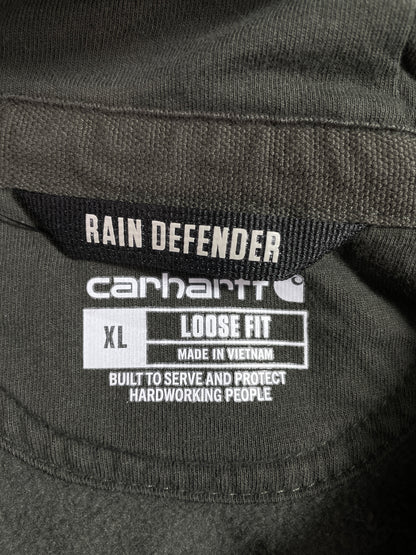 RAIN DEFENDER
carhartt
XL
LOOSE FIT
MADE IN VIETNAM
BUILT TO SERVE AND PROTECT
HARDWORKING PEOPLE